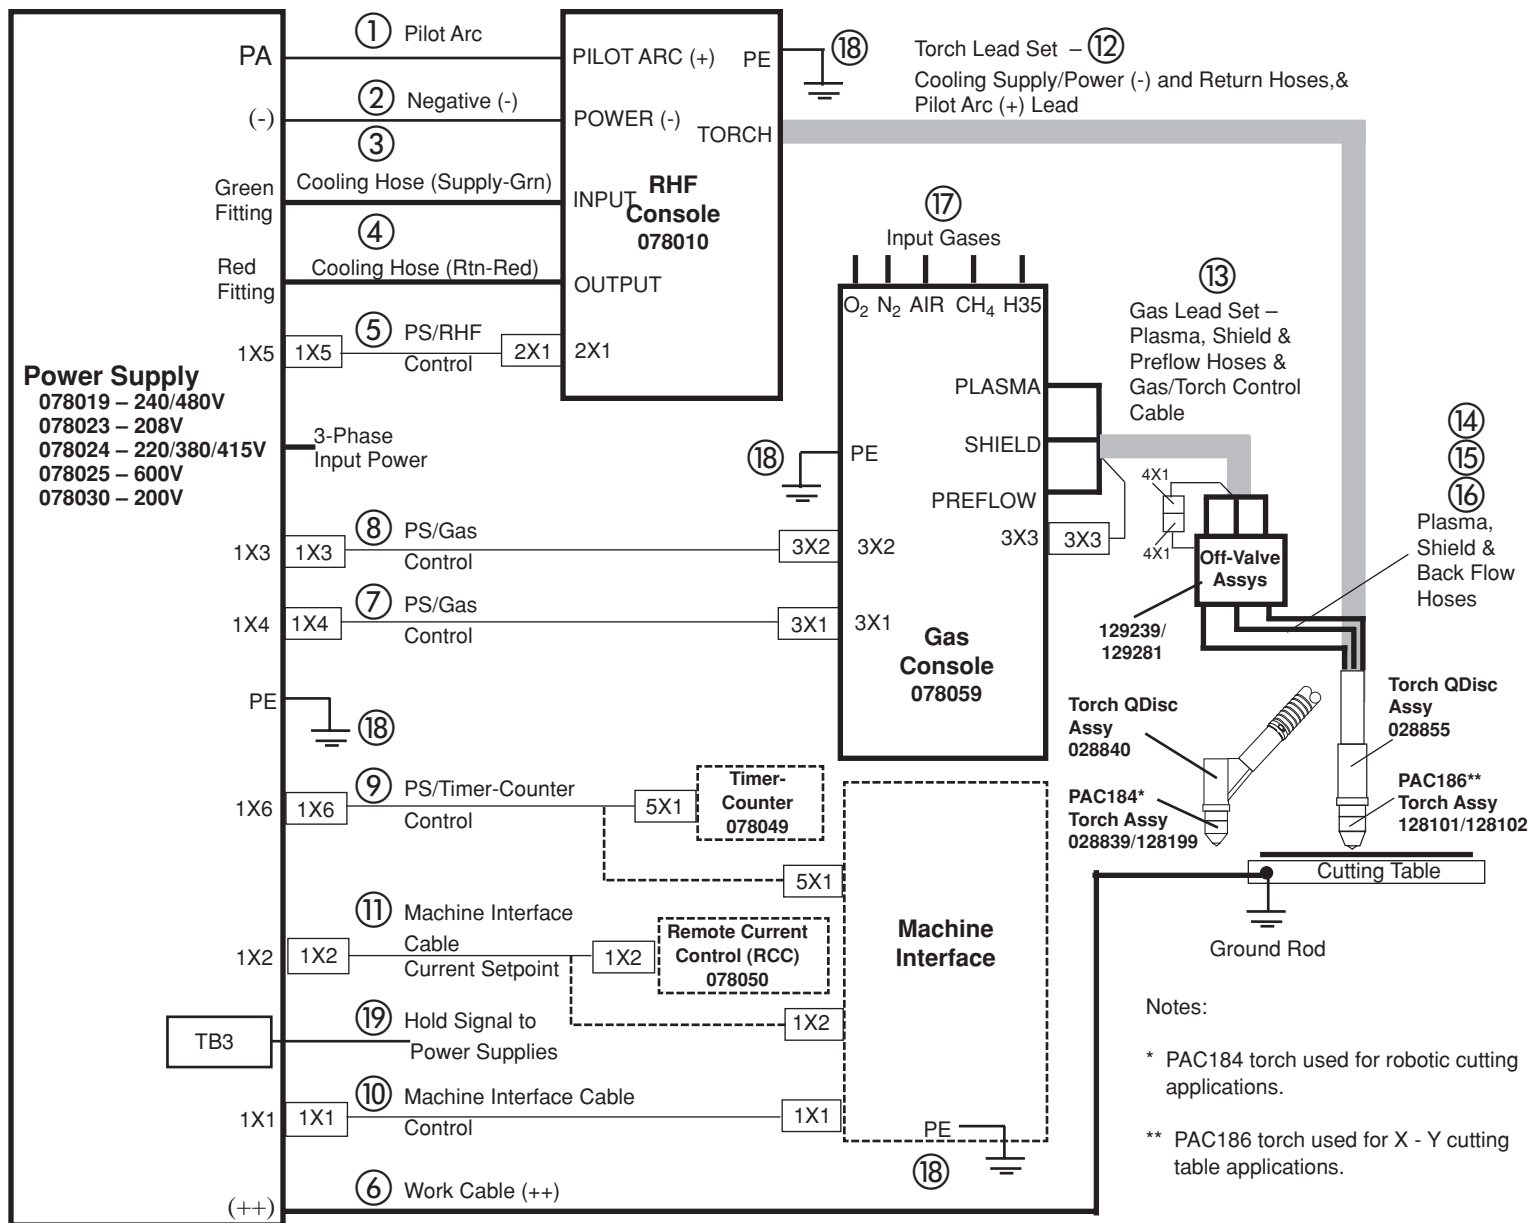 PA
① Pilot Arc
PILOT ARC (+)
PE
⑱
(-)
② Negative (-)
POWER (-)
TORCH
③
Green
Fitting
Cooling Hose (Supply-Grn)
INPUT
RHF
Console
078010
④
Red
Fitting
Cooling Hose (Rtn-Red)
OUTPUT
1X5
1X5
⑤ PS/RHF
Control
2X1
2X1
Torch Lead Set – ⑫
Cooling Supply/Power (-) and Return Hoses,&
Pilot Arc (+) Lead
Power Supply
078019 – 240/480V
078023 – 208V
078024 – 220/380/415V
078025 – 600V
078030 – 200V
3-Phase
Input Power
⑰
Input Gases
O2 N2 AIR CH4 H35
PLASMA
SHIELD
PREFLOW
⑱
PE
3X3
3X3
⑬
Gas Lead Set –
Plasma, Shield &
Preflow Hoses &
Gas/Torch Control
Cable
4X1
4X1
Off-Valve
Assys
129239/
129281
⑭
⑮
⑯
Plasma,
Shield &
Back Flow
Hoses
1X3
1X3
⑧ PS/Gas
Control
3X2
3X2
1X4
1X4
⑦ PS/Gas
Control
3X1
3X1
Gas
Console
078059
PE
⑱
Torch QDisc
Assy
028840
PAC184*
Torch Assy
028839/128199
Torch QDisc
Assy
028855
PAC186**
Torch Assy
128101/128102
Cutting Table
Ground Rod
1X6
1X6
⑨ PS/Timer-Counter
Control
5X1
Timer-
Counter
078049
5X1
1X2
1X2
⑪ Machine Interface
Cable
Current Setpoint
1X2
Remote Current
Control (RCC)
078050
1X2
Machine
Interface
TB3
⑲ Hold Signal to
Power Supplies
1X1
1X1
⑩ Machine Interface Cable
Control
1X1
PE
⑱
(++)
⑥ Work Cable (++)
Notes:
* PAC184 torch used for robotic cutting
applications.
** PAC186 torch used for X - Y cutting
table applications.